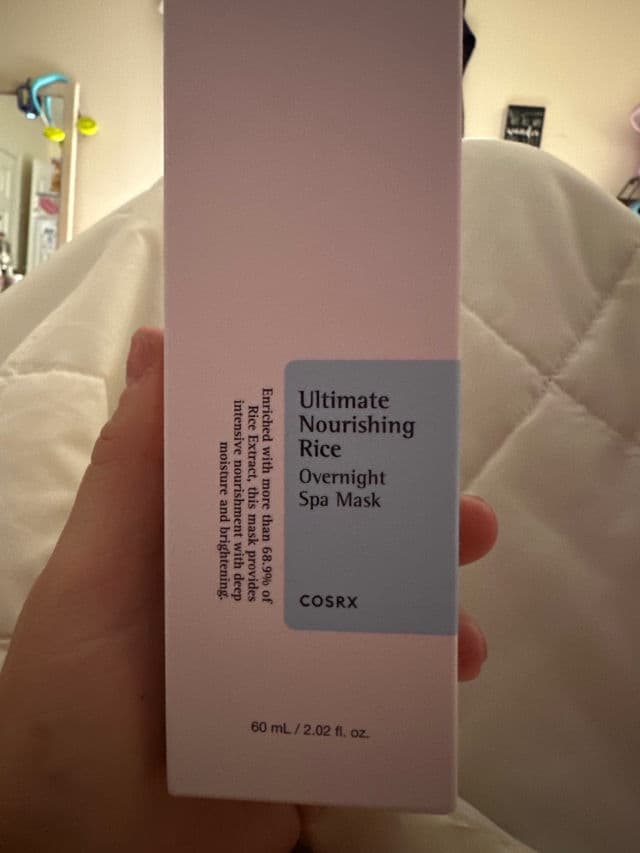 Ultimate
Nourishing
Rice
Overnight
Spa Mask
COSRX
Enriched with more than 68.9% of
Rice Extract, this mask provides
intensive nourishment with deep
moisture and brightening.
60 mL / 2.02 fl. oz.